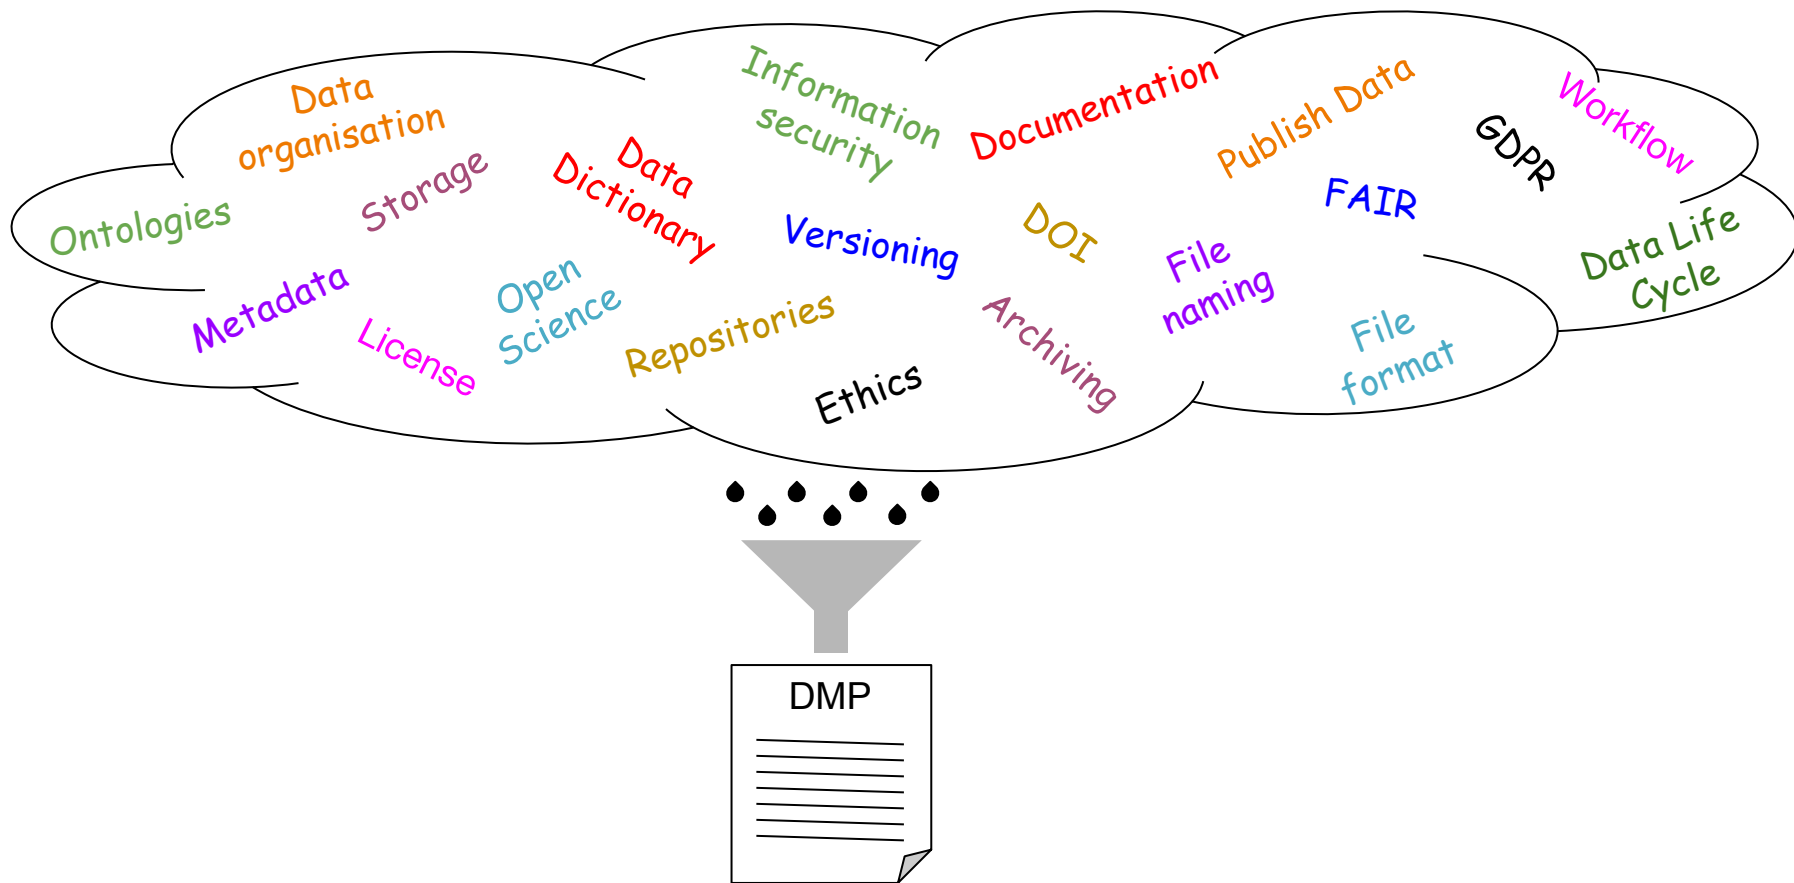 Data
organisation
Information
security
Documentation
Publish Data
Workflow
GDPR
Storage
Data
Dictionary
FAIR
Ontologies
Versioning
DOI
Data Life
Cycle
File
naming
Metadata
Open
Science
License
Repositories
Archiving
File
format
Ethics
DMP